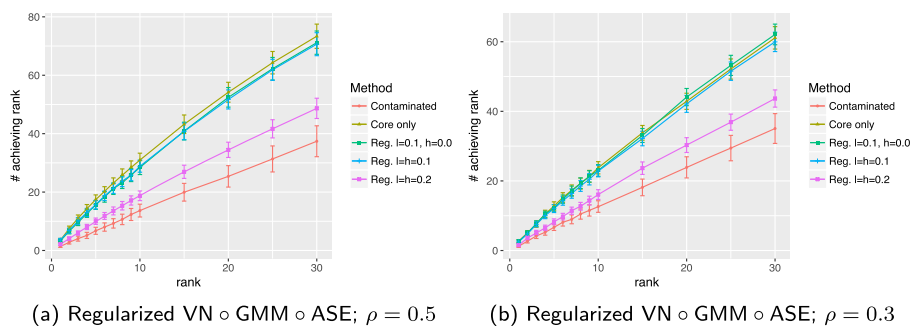 80
60
40
20
0
# achieving rank
0
10
20
30
rank
Method
Contaminated
Core only
Reg. l=0.1, h=0.0
Reg. l=h=0.1
Reg. l=h=0.2
(a) Regularized VN ∘ GMM ∘ ASE; ρ = 0.5
60
40
20
0
# achieving rank
0
10
20
30
rank
Method
Contaminated
Core only
Reg. l=0.1, h=0.0
Reg. l=h=0.1
Reg. l=h=0.2
(b) Regularized VN ∘ GMM ∘ ASE; ρ = 0.3